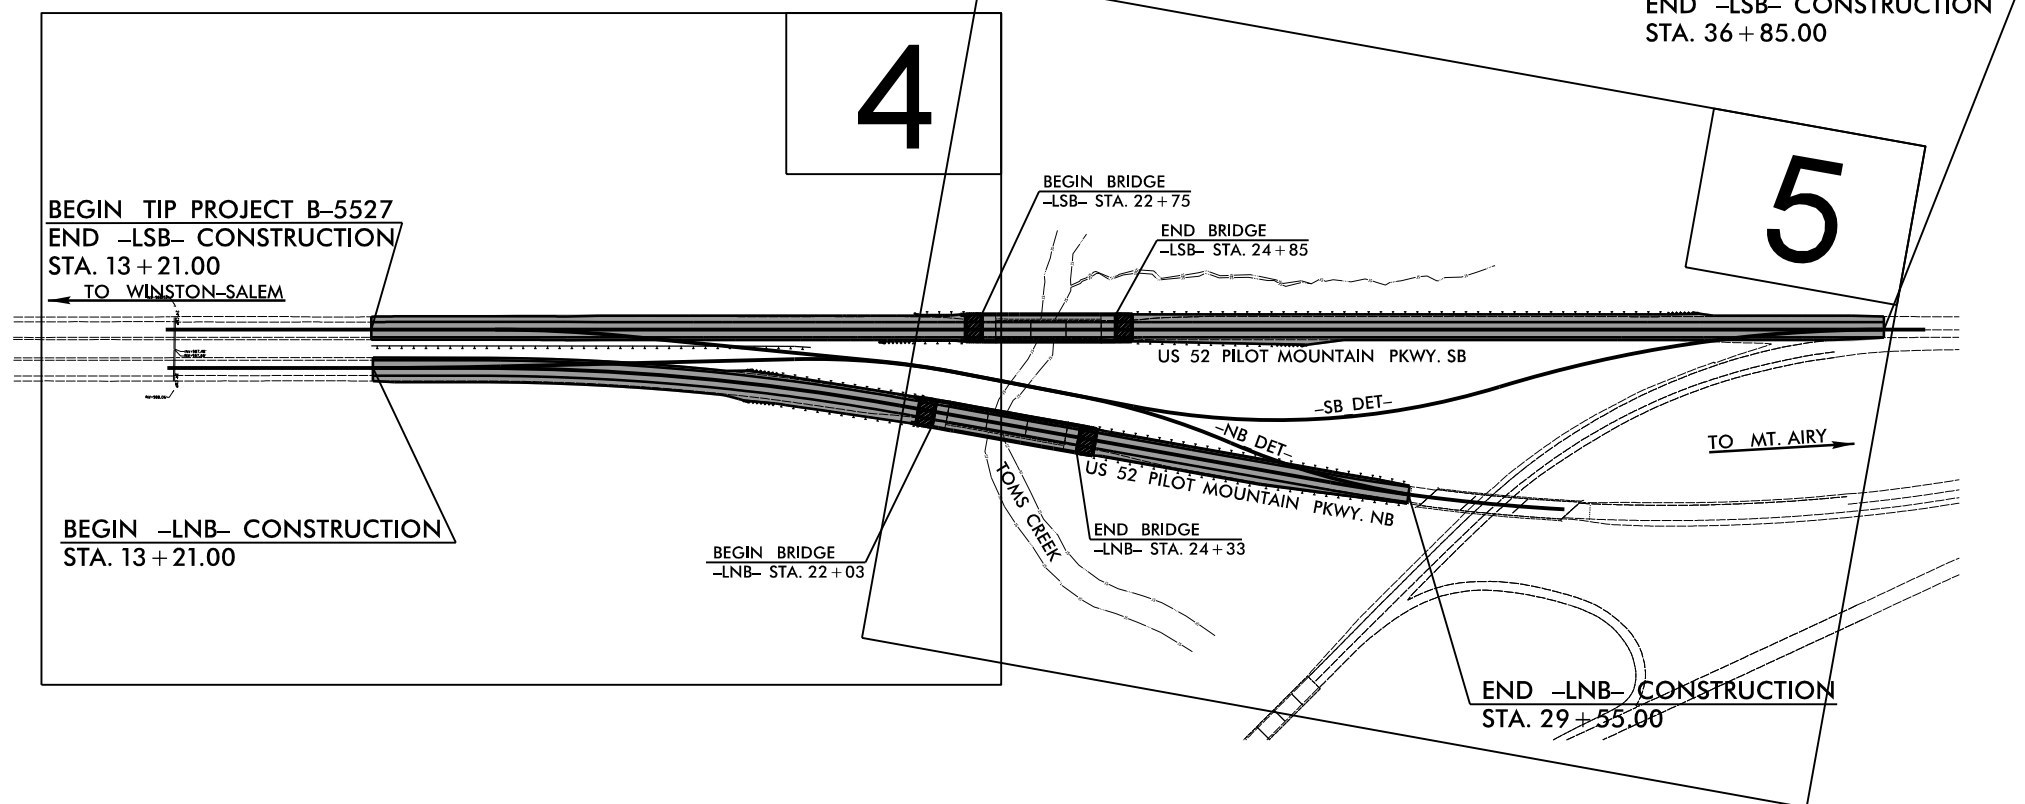 END –LSB– CONSTRUCTION
STA. 36+85.00
4
5
BEGIN BRIDGE
–LSB– STA. 22+75
END BRIDGE
–LSB– STA. 24+85
BEGIN TIP PROJECT B–5527
END –LSB– CONSTRUCTION
STA. 13+21.00
TO WINSTON–SALEM
US 52 PILOT MOUNTAIN PKWY. SB
–SB DET–
–NB DET–
TO MT. AIRY
US 52 PILOT MOUNTAIN PKWY. NB
TOMS CREEK
BEGIN –LNB– CONSTRUCTION
STA. 13+21.00
BEGIN BRIDGE
–LNB– STA. 22+03
END BRIDGE
–LNB– STA. 24+33
END –LNB– CONSTRUCTION
STA. 29+55.00